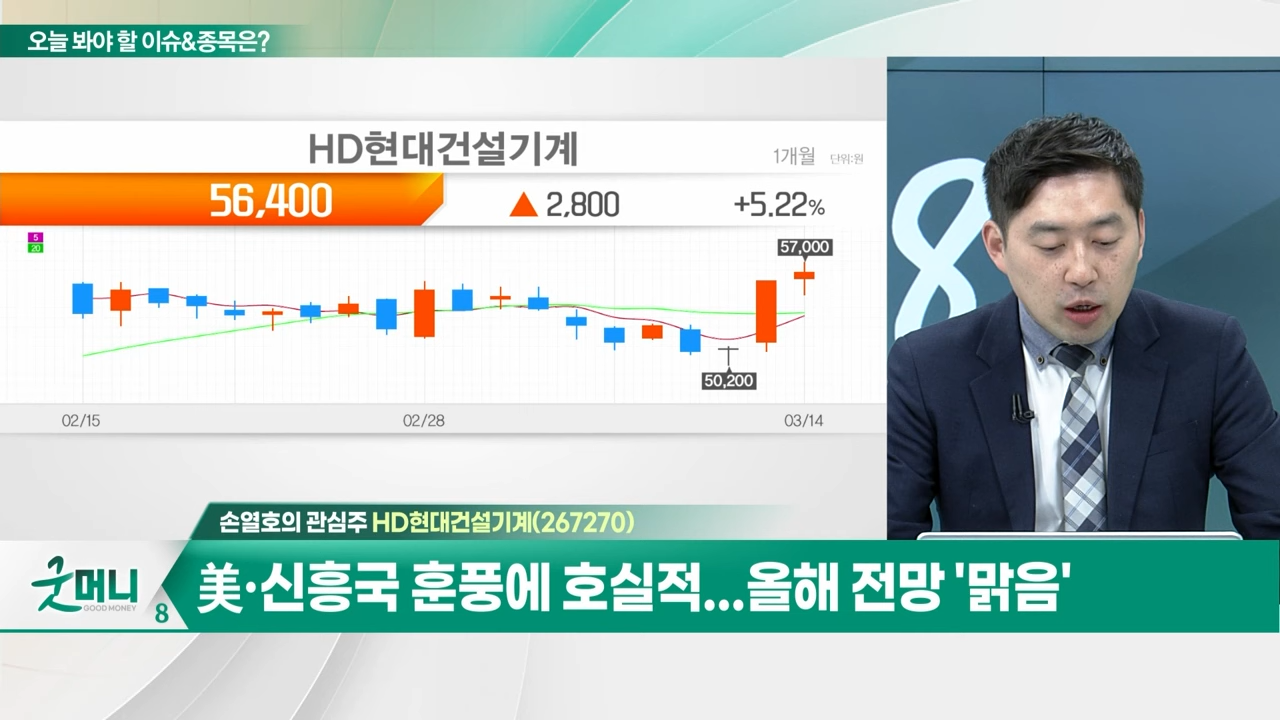 오늘 봐야 할 이슈&종목은?
HD현대건설기계
1개월 단위:원
56,400 ▲ 2,800 +5.22%
5
20
57,000
50,200
02/15 02/28 03/14
8
손열호의 관심주 HD현대건설기계(267270)
굿머니
GOOD MONEY
8
美·신흥국 훈풍에 호실적...올해 전망 '맑음'